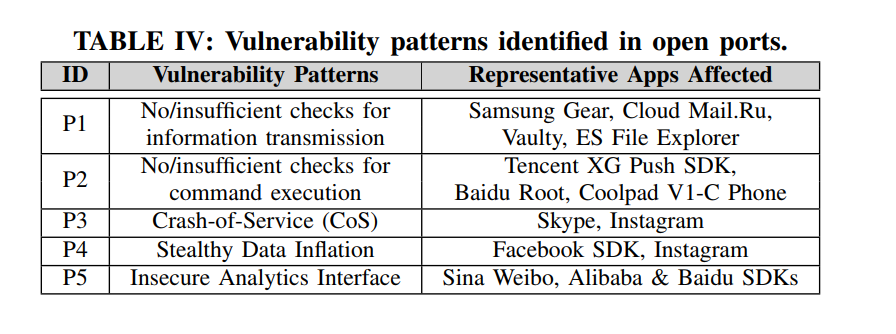 TABLE IV: Vulnerability patterns identified in open ports.
ID Vulnerability Patterns Representative Apps Affected
P1 No/insufficient checks for information transmission Samsung Gear, Cloud Mail.Ru, Vaulty, ES File Explorer
P2 No/insufficient checks for command execution Tencent XG Push SDK, Baidu Root, Coolpad V1-C Phone
P3 Crash-of-Service (CoS) Skype, Instagram
P4 Stealthy Data Inflation Facebook SDK, Instagram
P5 Insecure Analytics Interface Sina Weibo, Alibaba & Baidu SDKs